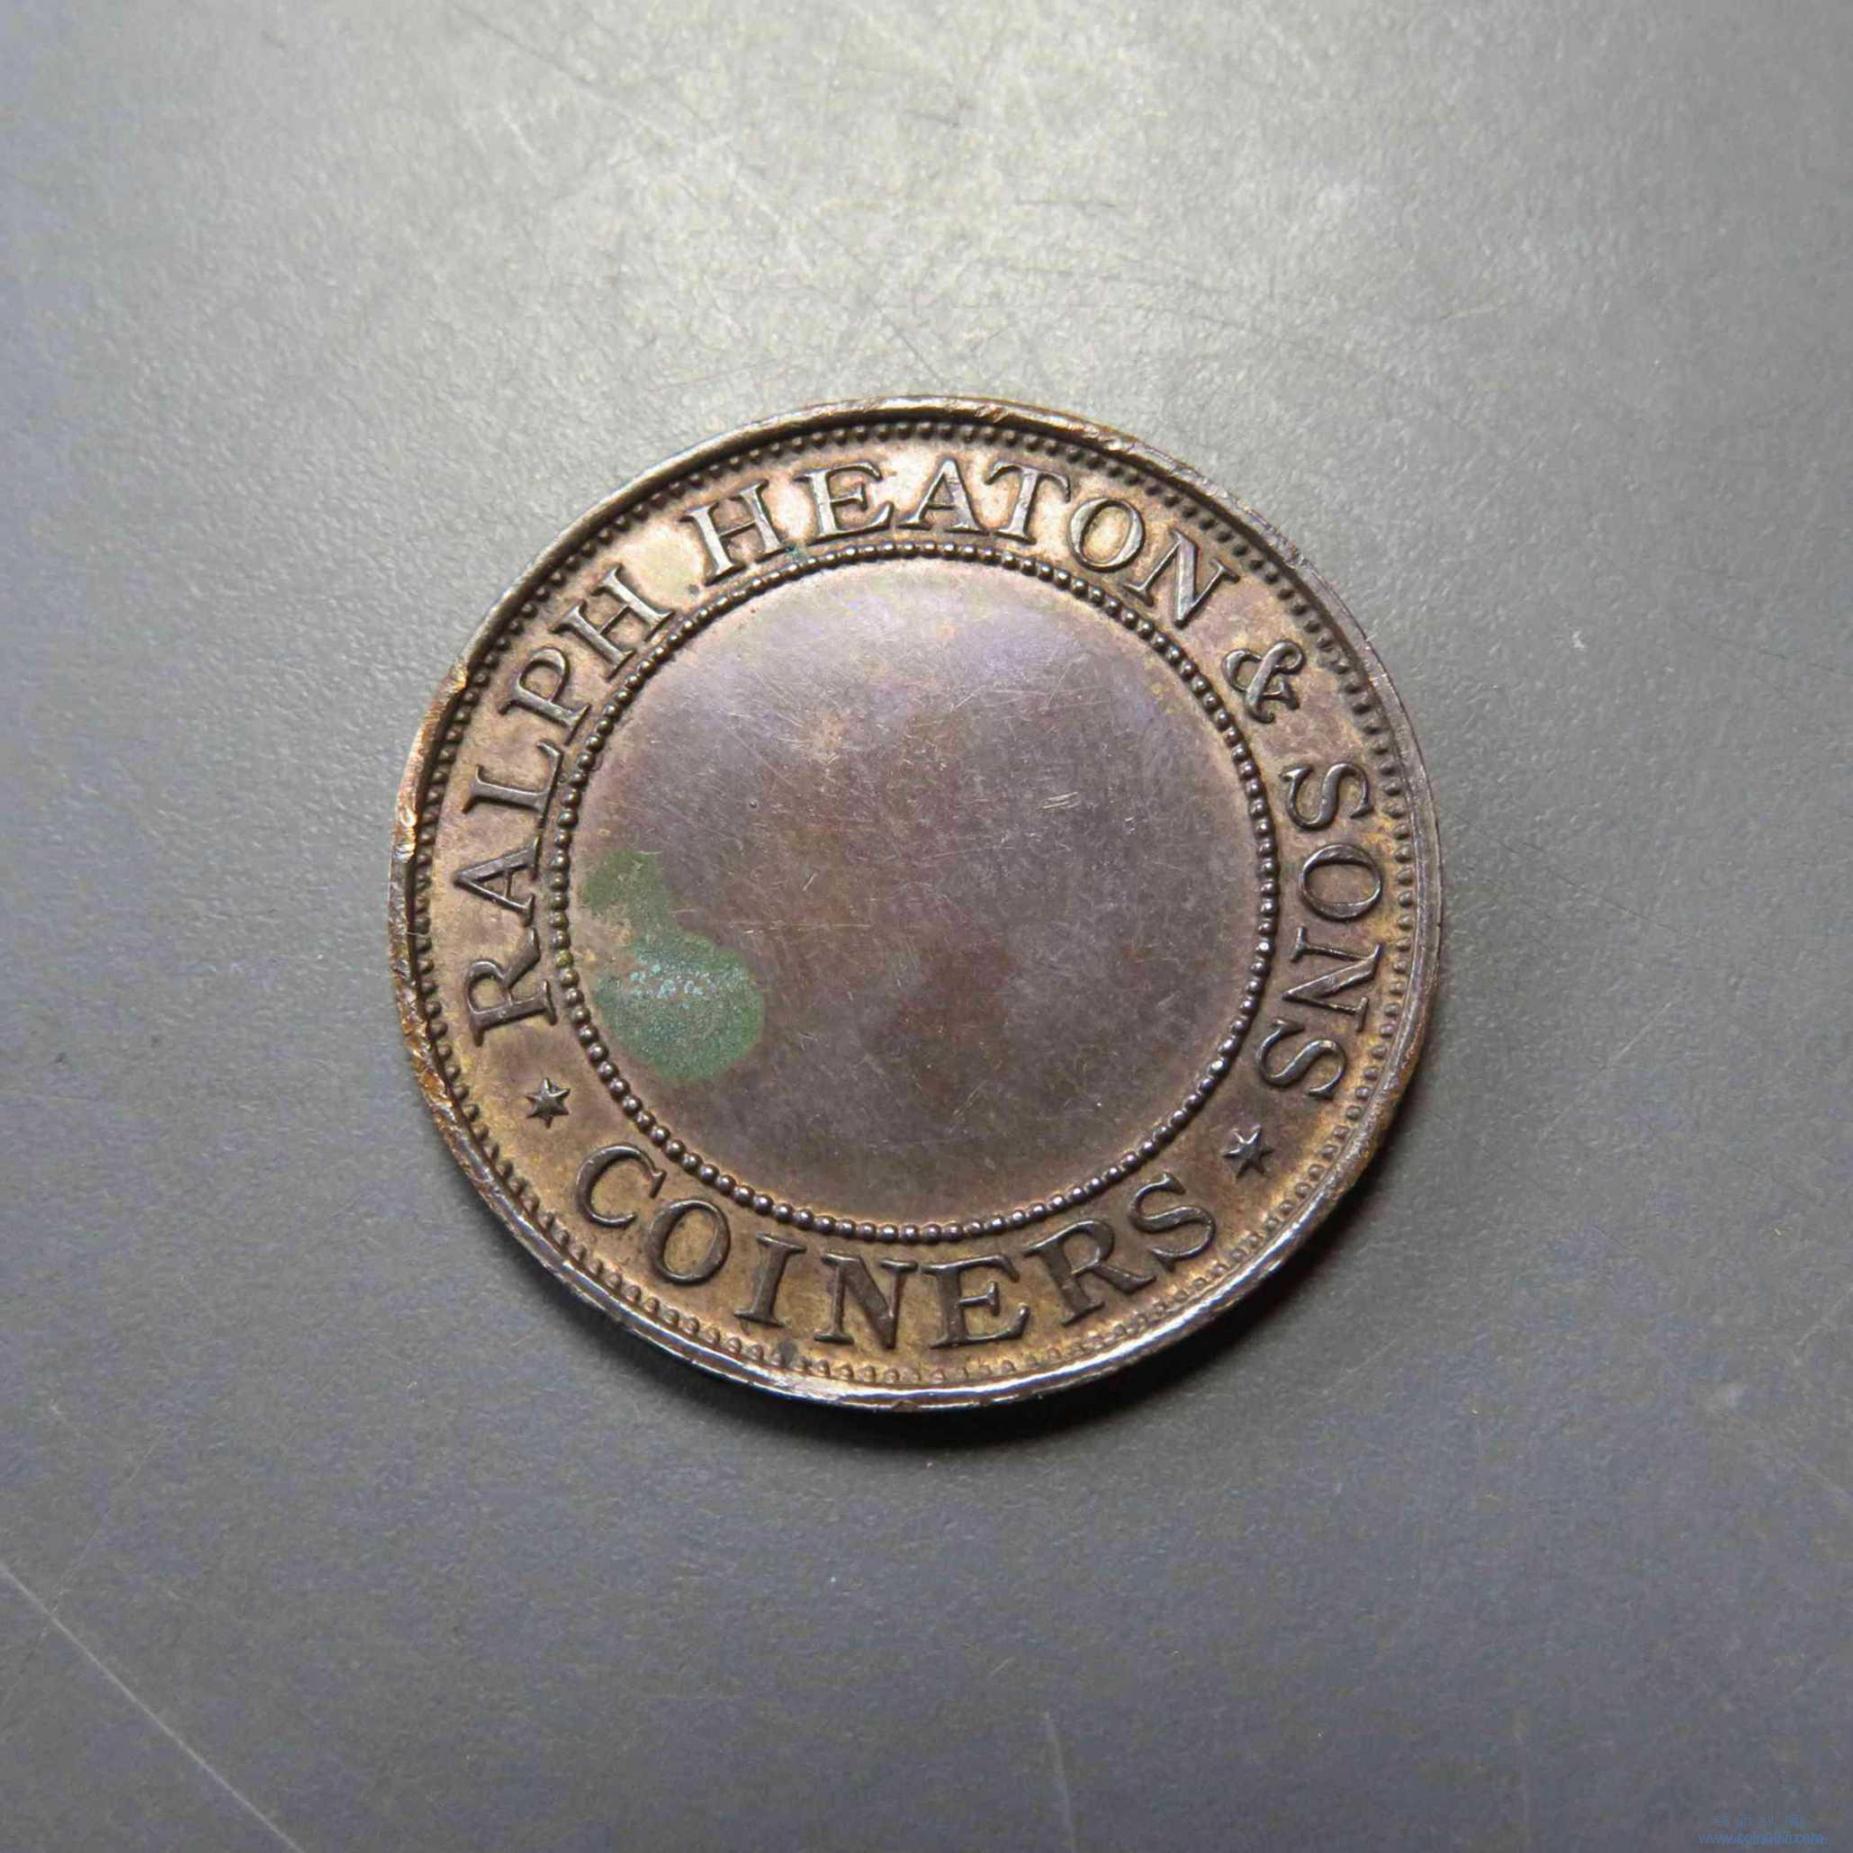 RALPH HEATON & SONS
★ COINERS ★